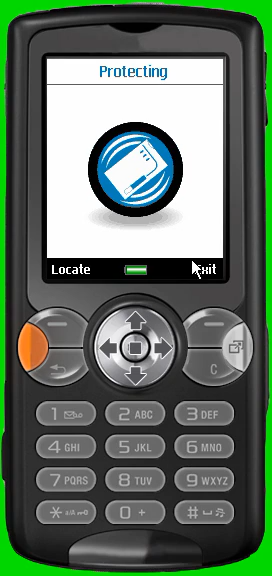 Protecting
Locate Exit
C
1
2 ABC
3 DEF
4 GHI
5 JKL
6 MNO
7 PQRS
8 TUV
9 WXYZ
* a/A
0 +
#